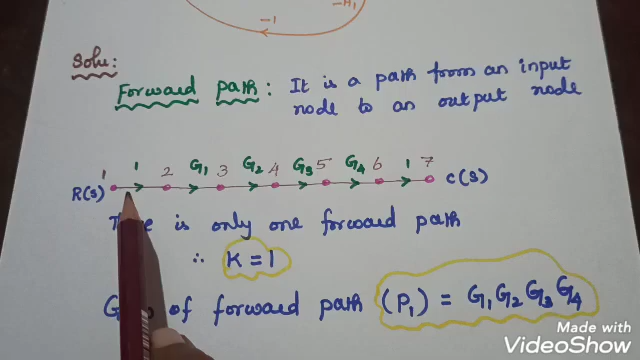 -1
-H1
Solu:
Forward path: It is a path from an input
node to an output node
1 1 2 G1 3 G2 4 G3 5 G4 6 1 7
R(s) C(s)
is only one forward path
∴ K = 1
of forward path (P1) = G1 G2 G3 G4
Made with
VideoShow